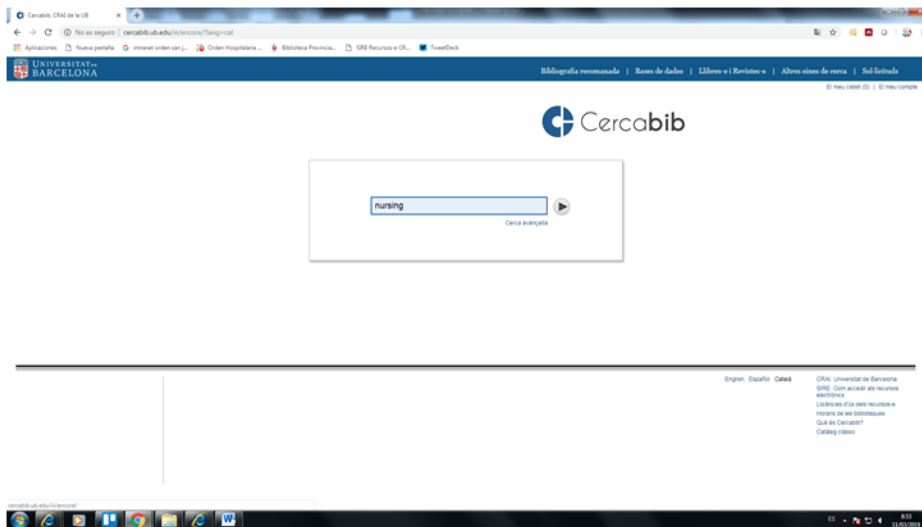 Cercabib. CRAI de la UB
No es seguro | cercabib.ub.edu/iii/encore/?lang=cat
Aplicaciones Nueva pestaña intranet orden san j... Orden Hospitalaria ... Biblioteca Provincia... SIRE Recursos-e CR... TweetDeck
UNIVERSITAT DE BARCELONA
Bibliografia recomanada | Bases de dades | Llibres-e i Revistes-e | Altres eines de cerca | Sol·licituds
El meu cistell (0) | El meu compte
Cercabib
nursing
Cerca avançada
English Español Català
CRAI. Universitat de Barcelona
SIRE. Com accedir als recursos
electrònics
Llicències d'ús dels recursos-e
Horaris de les biblioteques
Què és Cercabib?
Catàleg clàssic
cercabib.ub.edu/iii/encore/
ES
8:53